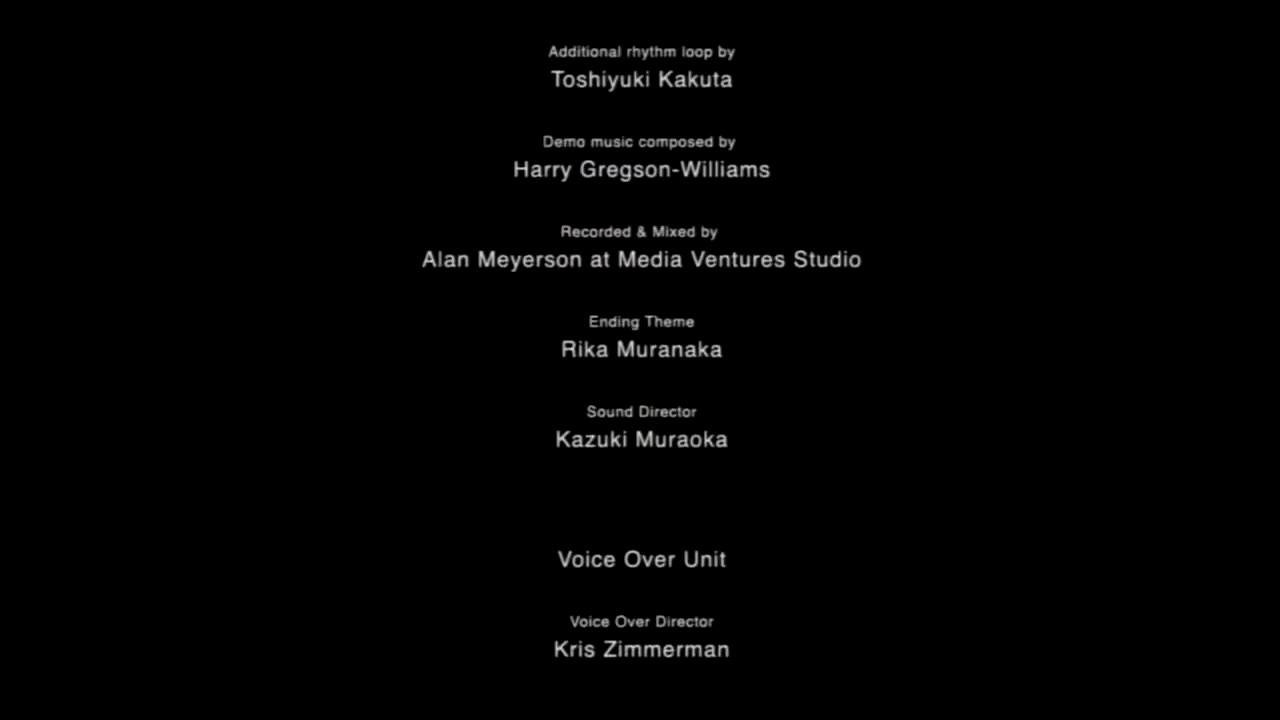 Additional rhythm loop by
Toshiyuki Kakuta
Demo music composed by
Harry Gregson-Williams
Recorded & Mixed by
Alan Meyerson at Media Ventures Studio
Ending Theme
Rika Muranaka
Sound Director
Kazuki Muraoka
Voice Over Unit
Voice Over Director
Kris Zimmerman